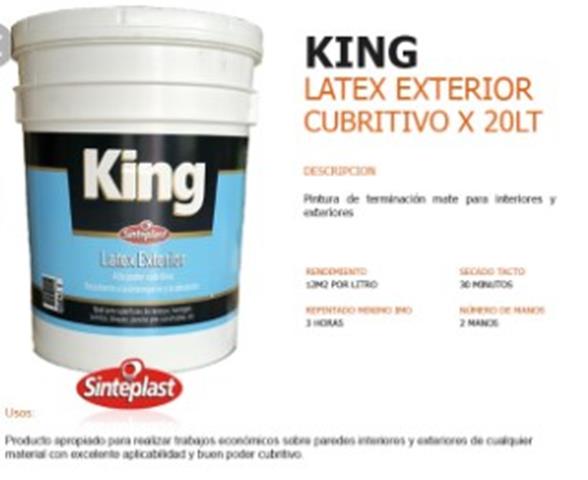 KING
LATEX EXTERIOR
CUBRITIVO X 20LT
DESCRIPCION
Pintura de terminación mate para interiores y
exteriores
RENDIMIENTO
12M2 POR LITRO
SECADO TACTO
30 MINUTOS
REPINTADO MINIMO
3 HORAS
NÚMERO DE MANOS
2 MANOS
King
Sinteplast
Latex Exterior
Sinteplast
Usos:
Producto apropiado para realizar trabajos económicos sobre paredes interiores y exteriores de cualquier
material con excelente aplicabilidad y buen poder cubritivo.